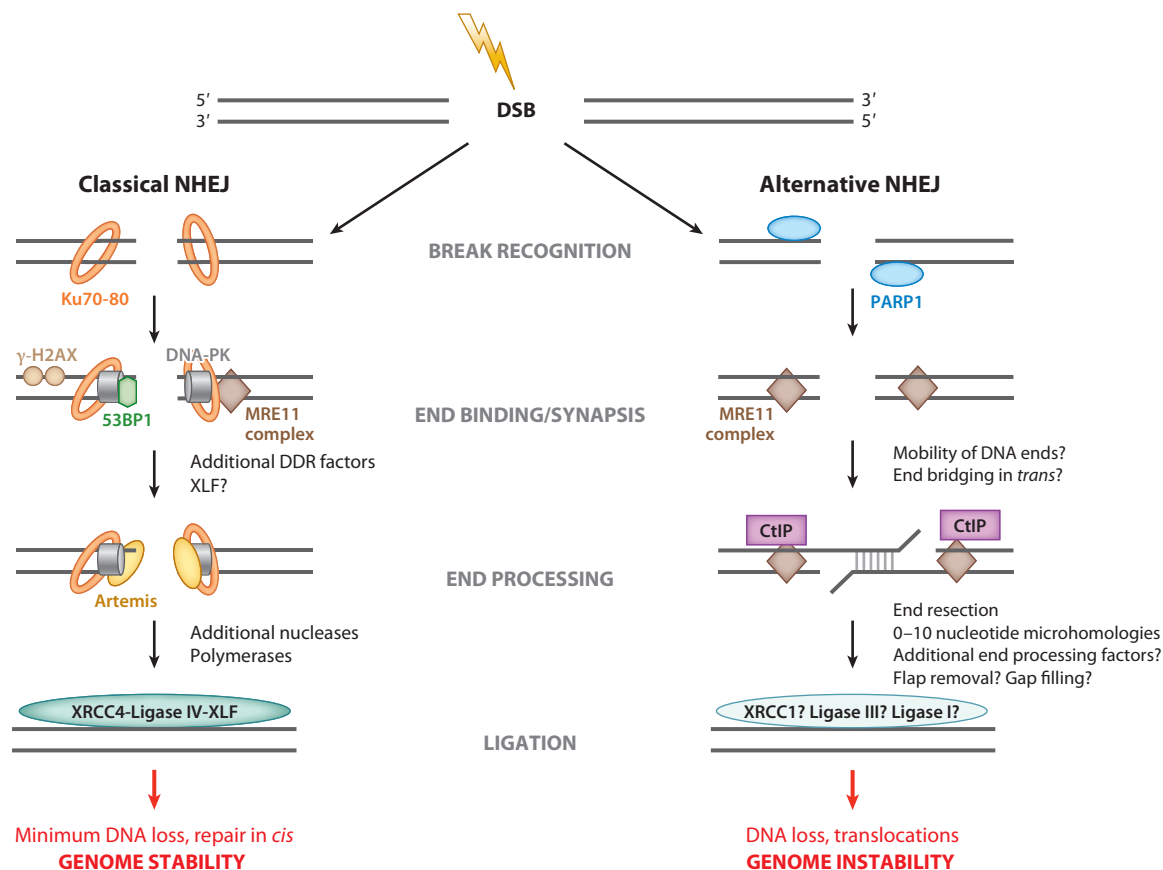 5′
3′
DSB
3′
5′
Classical NHEJ
Alternative NHEJ
BREAK RECOGNITION
Ku70-80
PARP1
γ-H2AX
DNA-PK
53BP1
MRE11
complex
END BINDING/SYNAPSIS
MRE11
complex
Additional DDR factors
XLF?
Mobility of DNA ends?
End bridging in trans?
CtIP
CtIP
Artemis
END PROCESSING
Additional nucleases
Polymerases
End resection
0–10 nucleotide microhomologies
Additional end processing factors?
Flap removal? Gap filling?
XRCC4-Ligase IV-XLF
XRCC1? Ligase III? Ligase I?
LIGATION
Minimum DNA loss, repair in cis
GENOME STABILITY
DNA loss, translocations
GENOME INSTABILITY